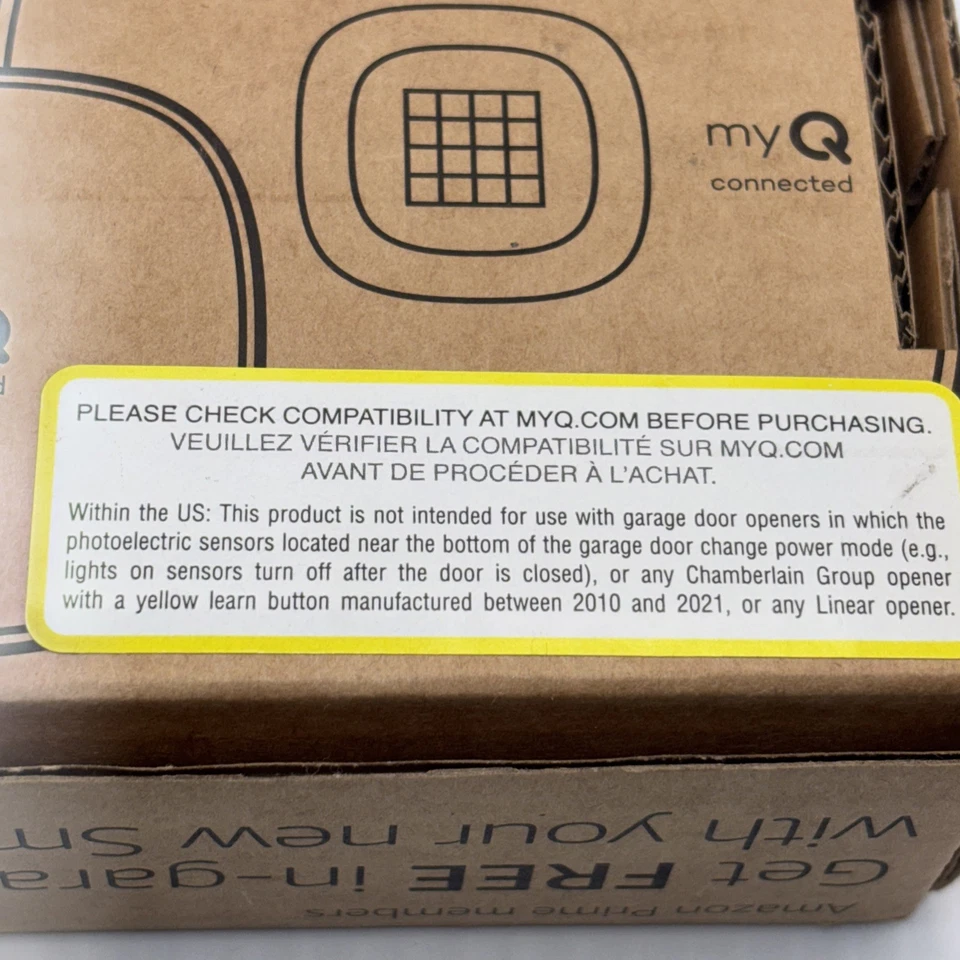 myQ
connected
PLEASE CHECK COMPATIBILITY AT MYQ.COM BEFORE PURCHASING.
VEUILLEZ VÉRIFIER LA COMPATIBILITÉ SUR MYQ.COM
AVANT DE PROCÉDER À L'ACHAT.
Within the US: This product is not intended for use with garage door openers in which the
photoelectric sensors located near the bottom of the garage door change power mode (e.g.,
lights on sensors turn off after the door is closed), or any Chamberlain Group opener
with a yellow learn button manufactured between 2010 and 2021, or any Linear opener.
Amazon Prime members
Get FREE in-gara
with your new Sm